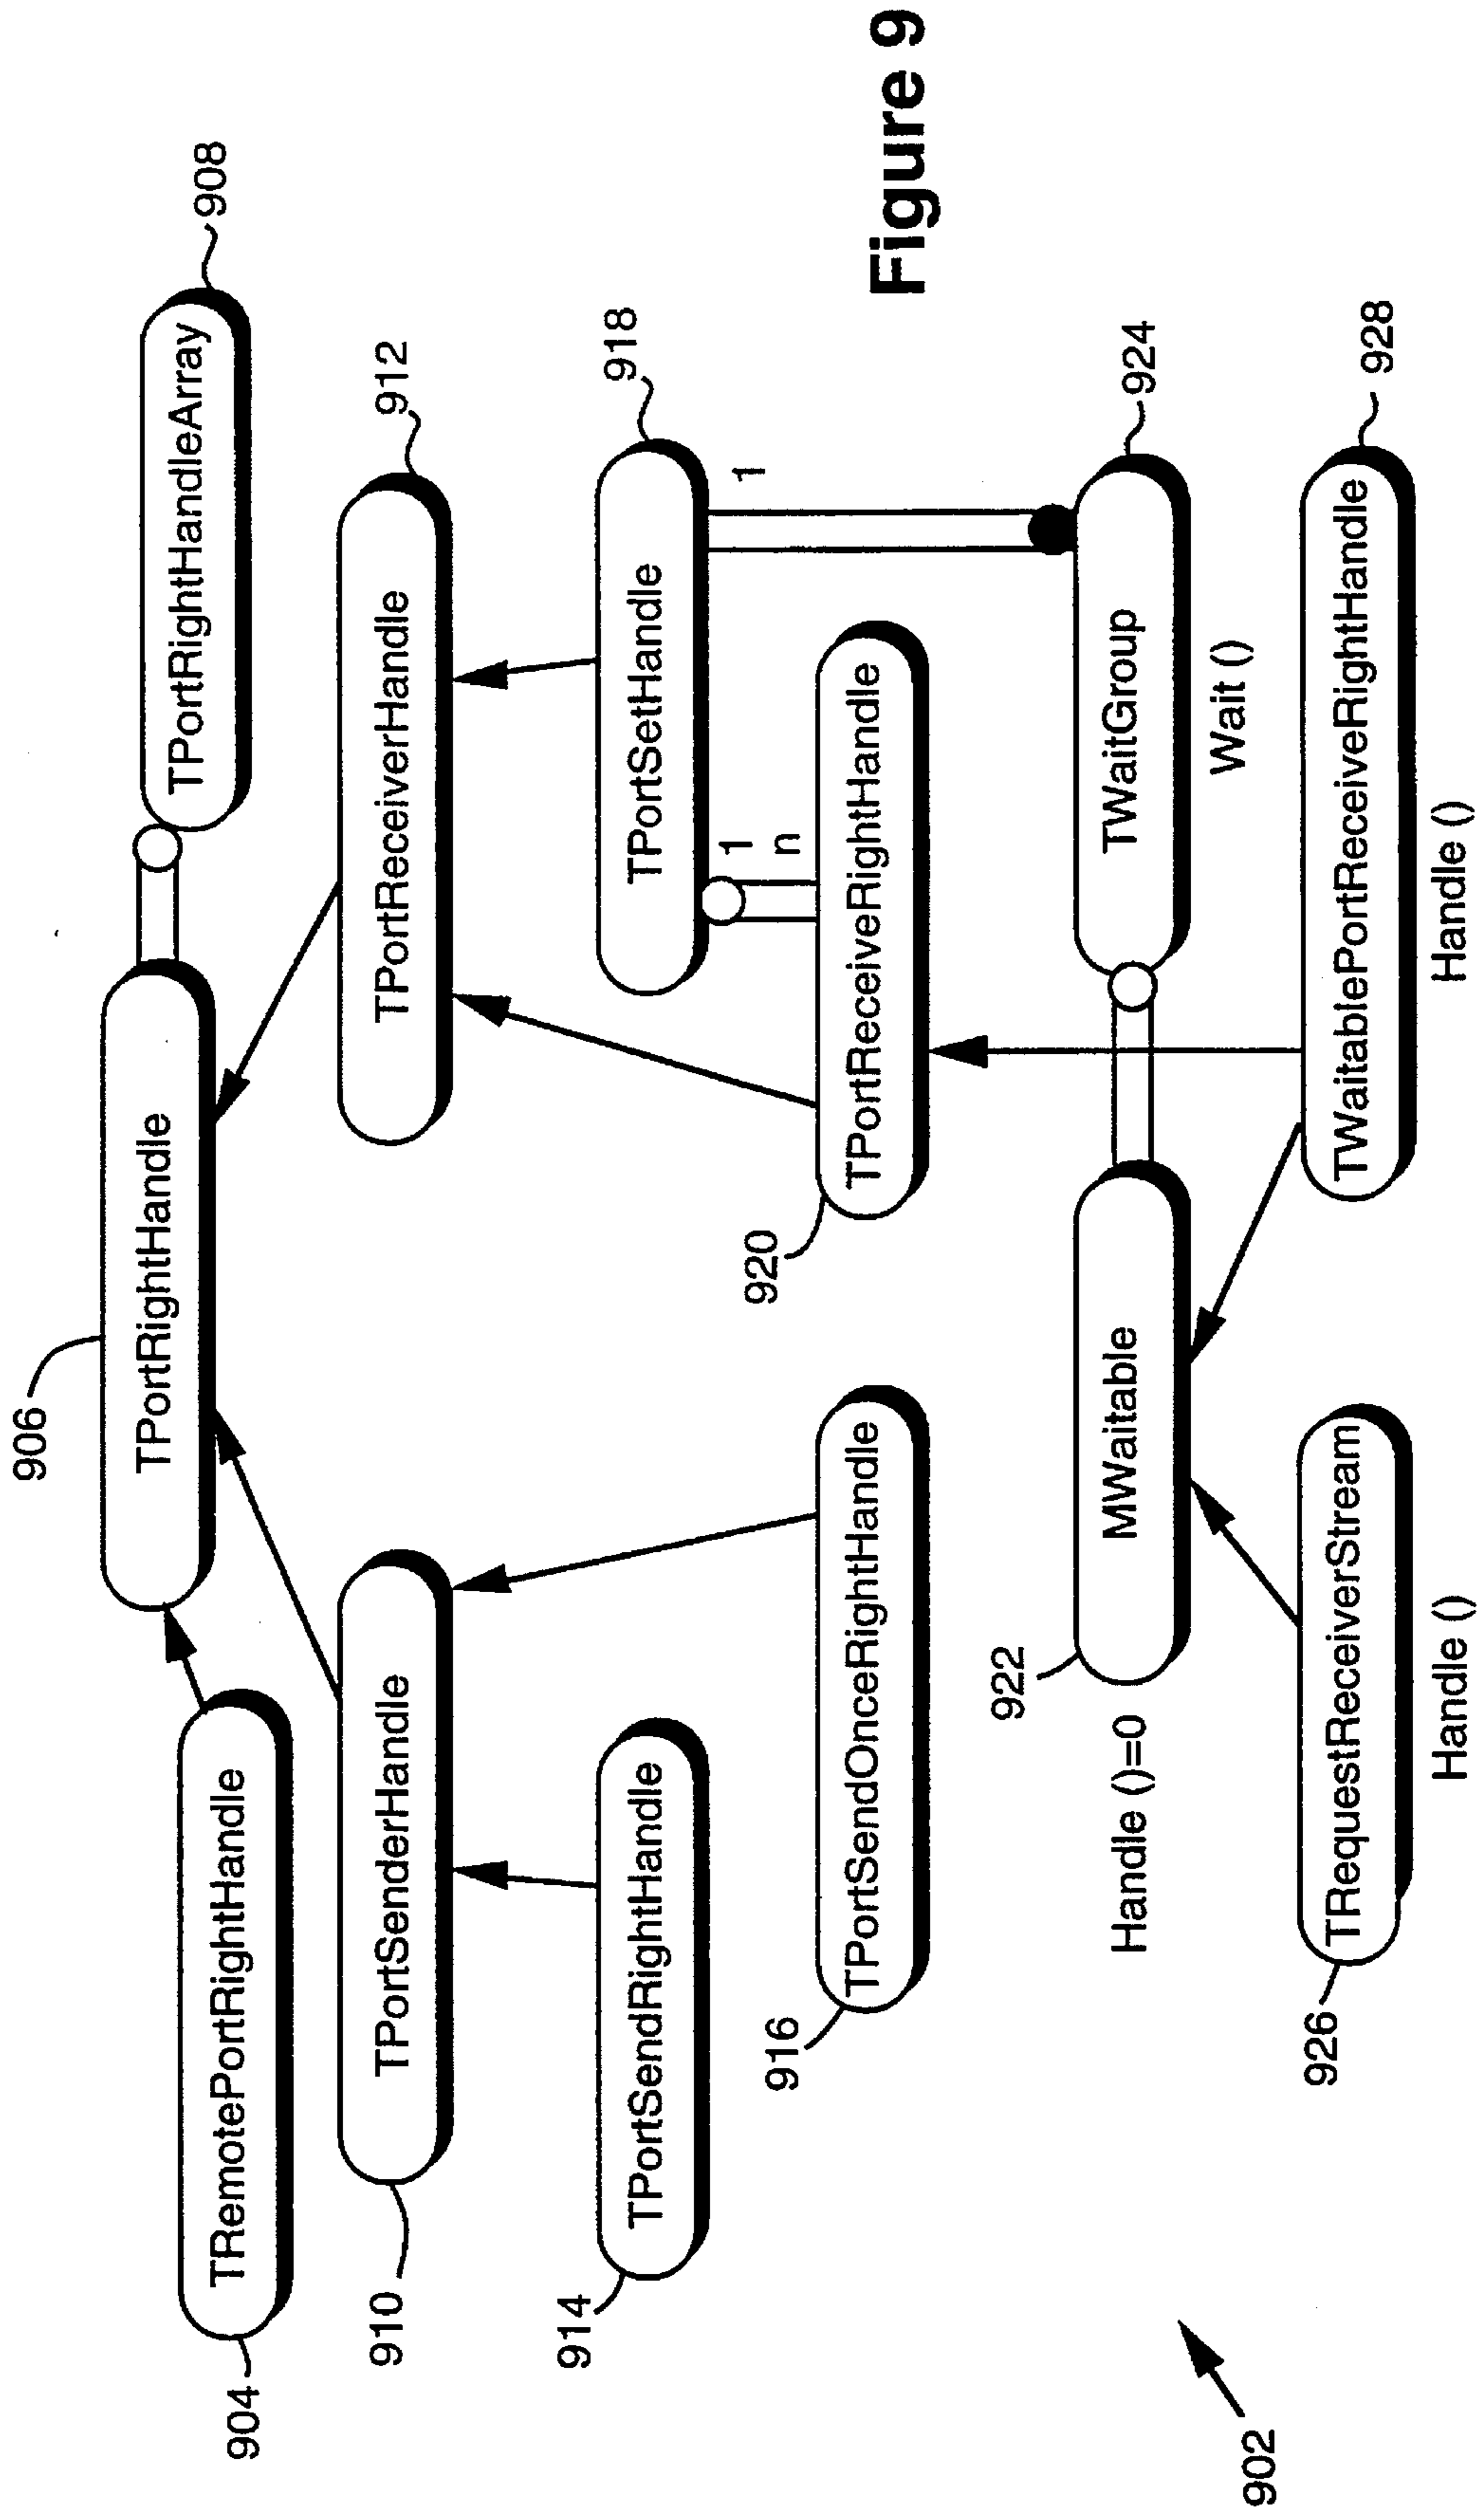 906
TPortRightHandle
TPortRightHandleArray
908
904
TRemotePortRightHandle
910
TPortSenderHandle
TPortReceiverHandle
912
914
TPortSendRightHandle
TPortSetHandle
918
1
n
1
916
TPortSendOnceRightHandle
920
TPortReceiveRightHandle
Figure 9
922
MWaitable
TWaitGroup
924
Handle ()=0
Wait ()
926
TRequestReceiverStream
TWaitablePortReceiveRightHandle
928
Handle ()
Handle ()
902